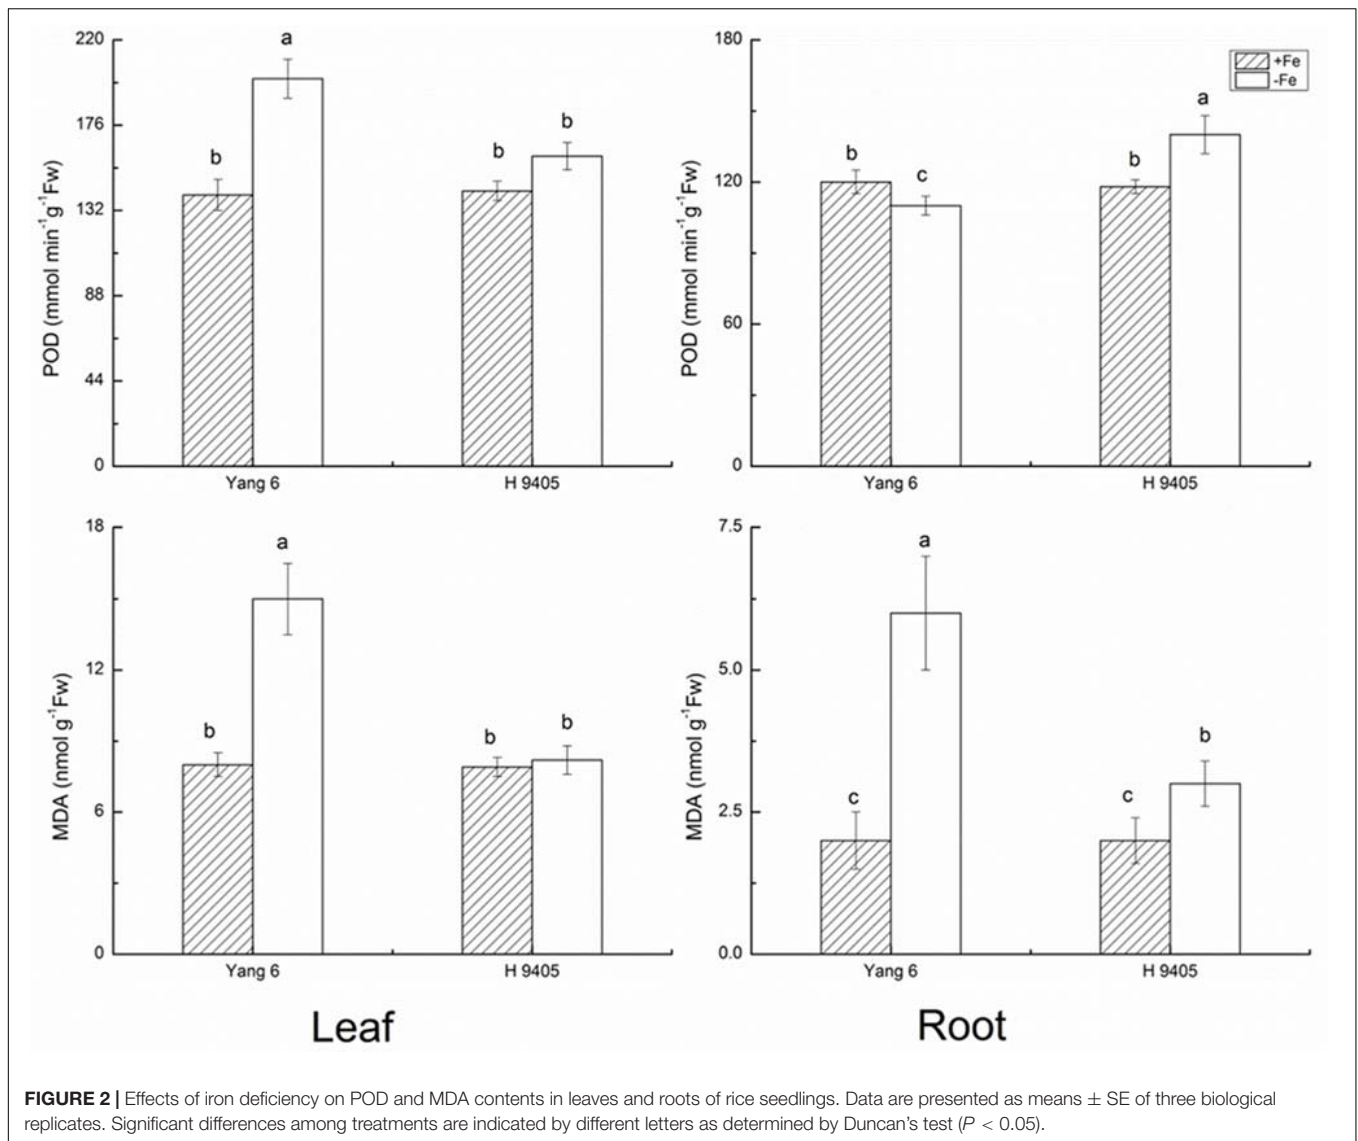 220
176
132
88
44
0
POD (mmol min⁻¹g⁻¹Fw)
b
a
b
b
Yang 6
H 9405
180
120
60
0
POD (mmol min⁻¹g⁻¹Fw)
+Fe
-Fe
b
c
b
a
Yang 6
H 9405
18
12
6
0
MDA (nmol g⁻¹Fw)
b
a
b
b
Yang 6
H 9405
7.5
5.0
2.5
0.0
MDA (nmol g⁻¹Fw)
c
a
c
b
Yang 6
H 9405
Leaf
Root
FIGURE 2 | Effects of iron deficiency on POD and MDA contents in leaves and roots of rice seedlings. Data are presented as means ± SE of three biological
replicates. Significant differences among treatments are indicated by different letters as determined by Duncan's test (P < 0.05).